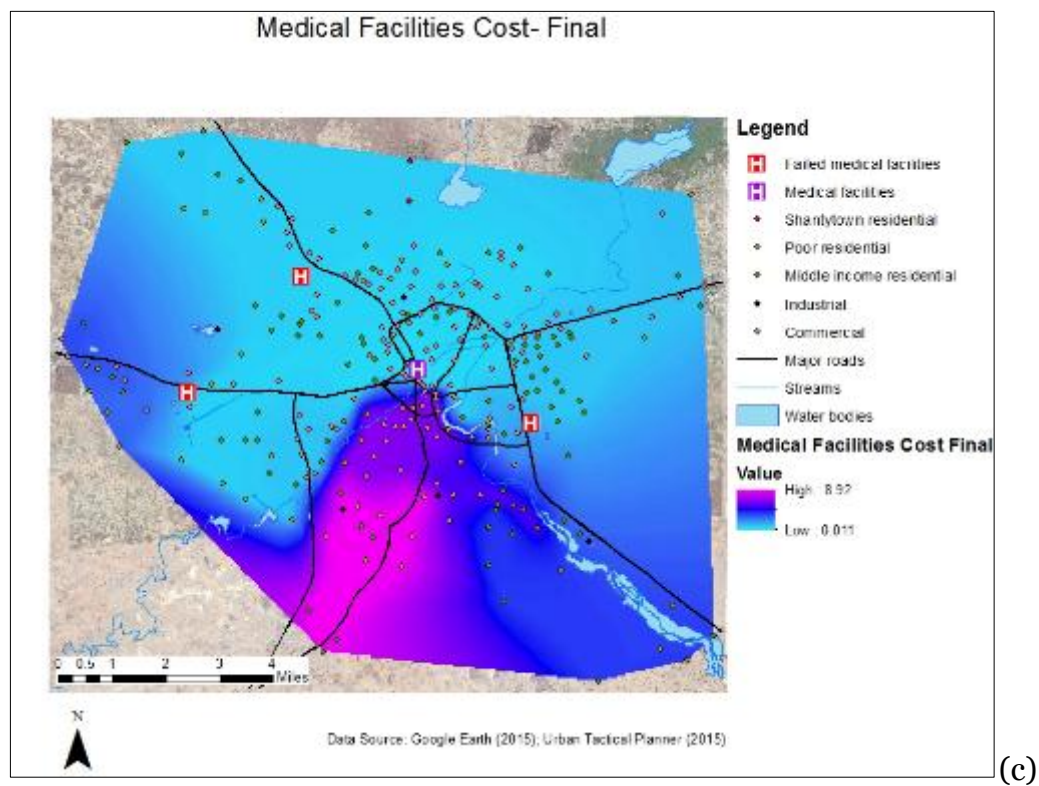 Medical Facilities Cost- Final
Legend
Failed medical facilities
Medical facilities
Shantytown residential
Poor residential
Middle income residential
Industrial
Commercial
Major roads
Streams
Water bodies
Medical Facilities Cost Final
Value
High : 8.92
Low : 0.011
H
H
H
H
0 0.5 1 2 3 4
Miles
N
Data Source: Google Earth (2015); Urban Tactical Planner (2015)
(c)